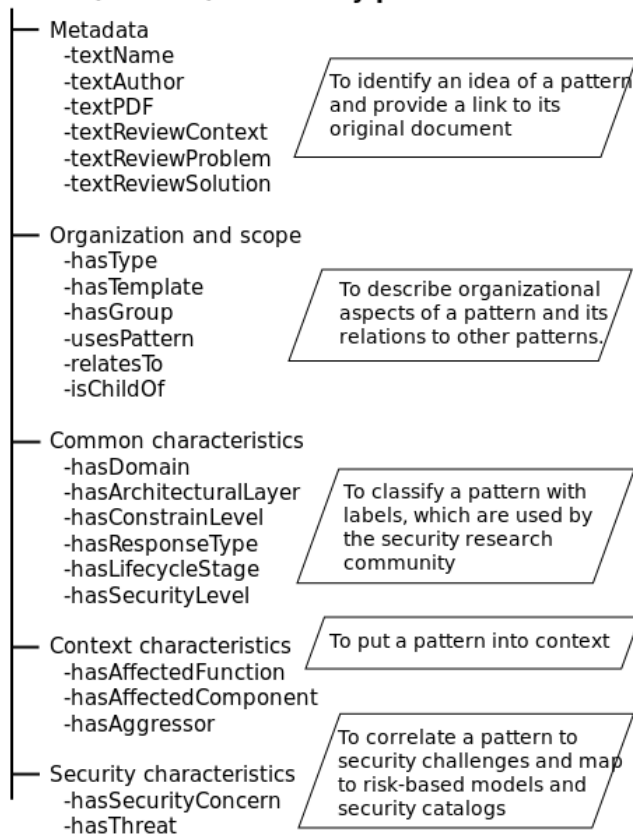 Metadata
-textName
-textAuthor
-textPDF
-textReviewContext
-textReviewProblem
-textReviewSolution
To identify an idea of a pattern
and provide a link to its
original document
Organization and scope
-hasType
-hasTemplate
-hasGroup
-usesPattern
-relatesTo
-isChildOf
To describe organizational
aspects of a pattern and its
relations to other patterns.
Common characteristics
-hasDomain
-hasArchitecturalLayer
-hasConstrainLevel
-hasResponseType
-hasLifecycleStage
-hasSecurityLevel
To classify a pattern with
labels, which are used by
the security research
community
Context characteristics
-hasAffectedFunction
-hasAffectedComponent
-hasAggressor
To put a pattern into context
Security characteristics
-hasSecurityConcern
-hasThreat
To correlate a pattern to
security challenges and map
to risk-based models and
security catalogs